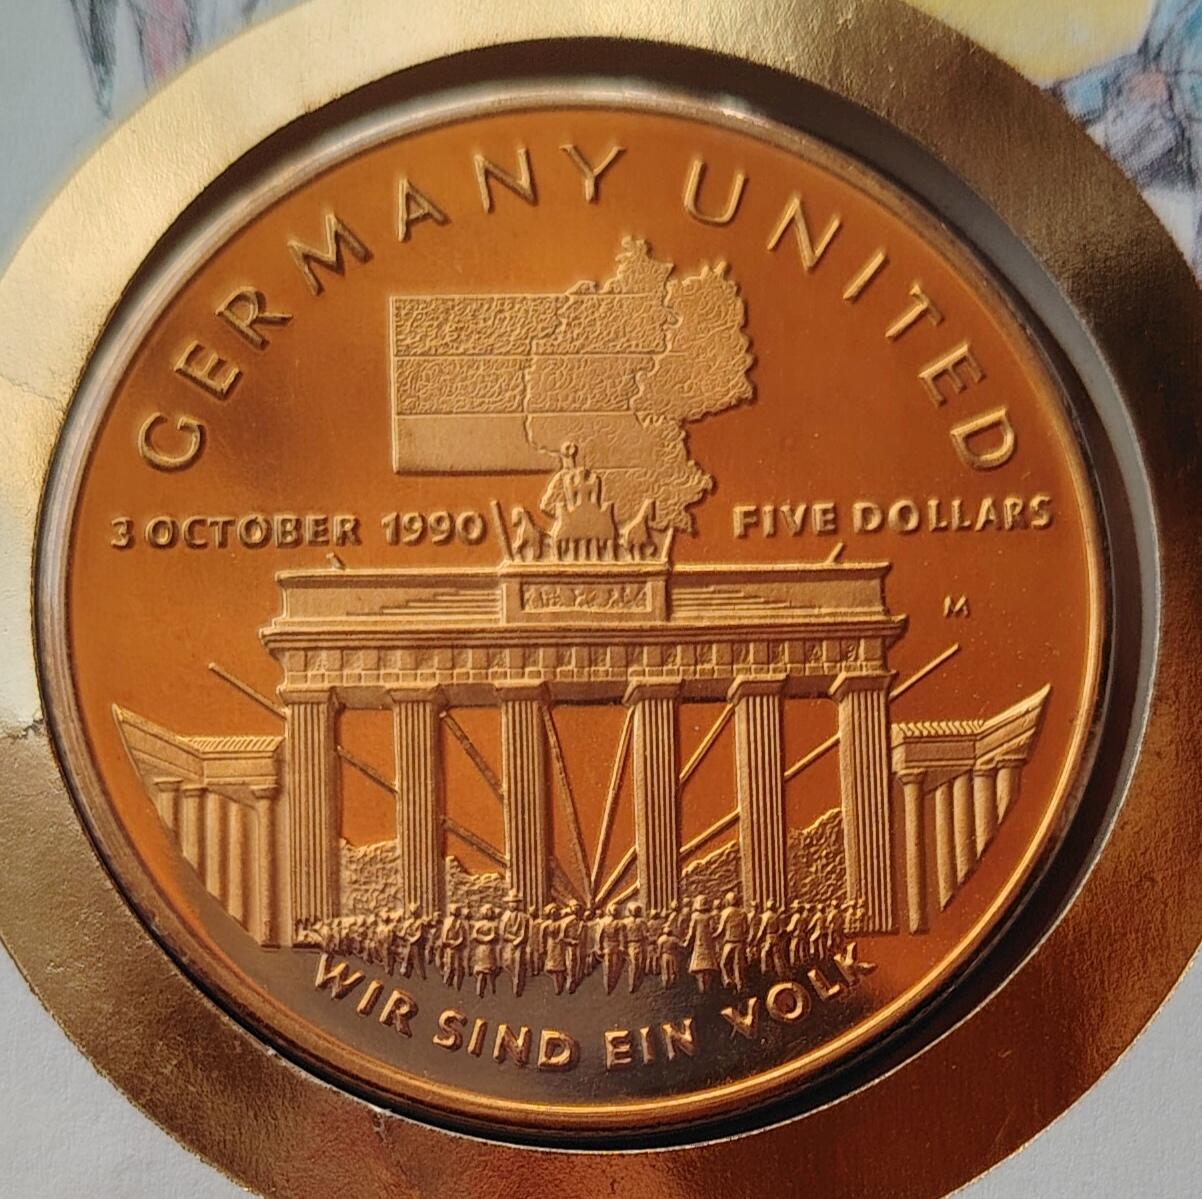 GERMANY UNITED
3 OCTOBER 1990
FIVE DOLLARS
M
WIR SIND EIN VOLK